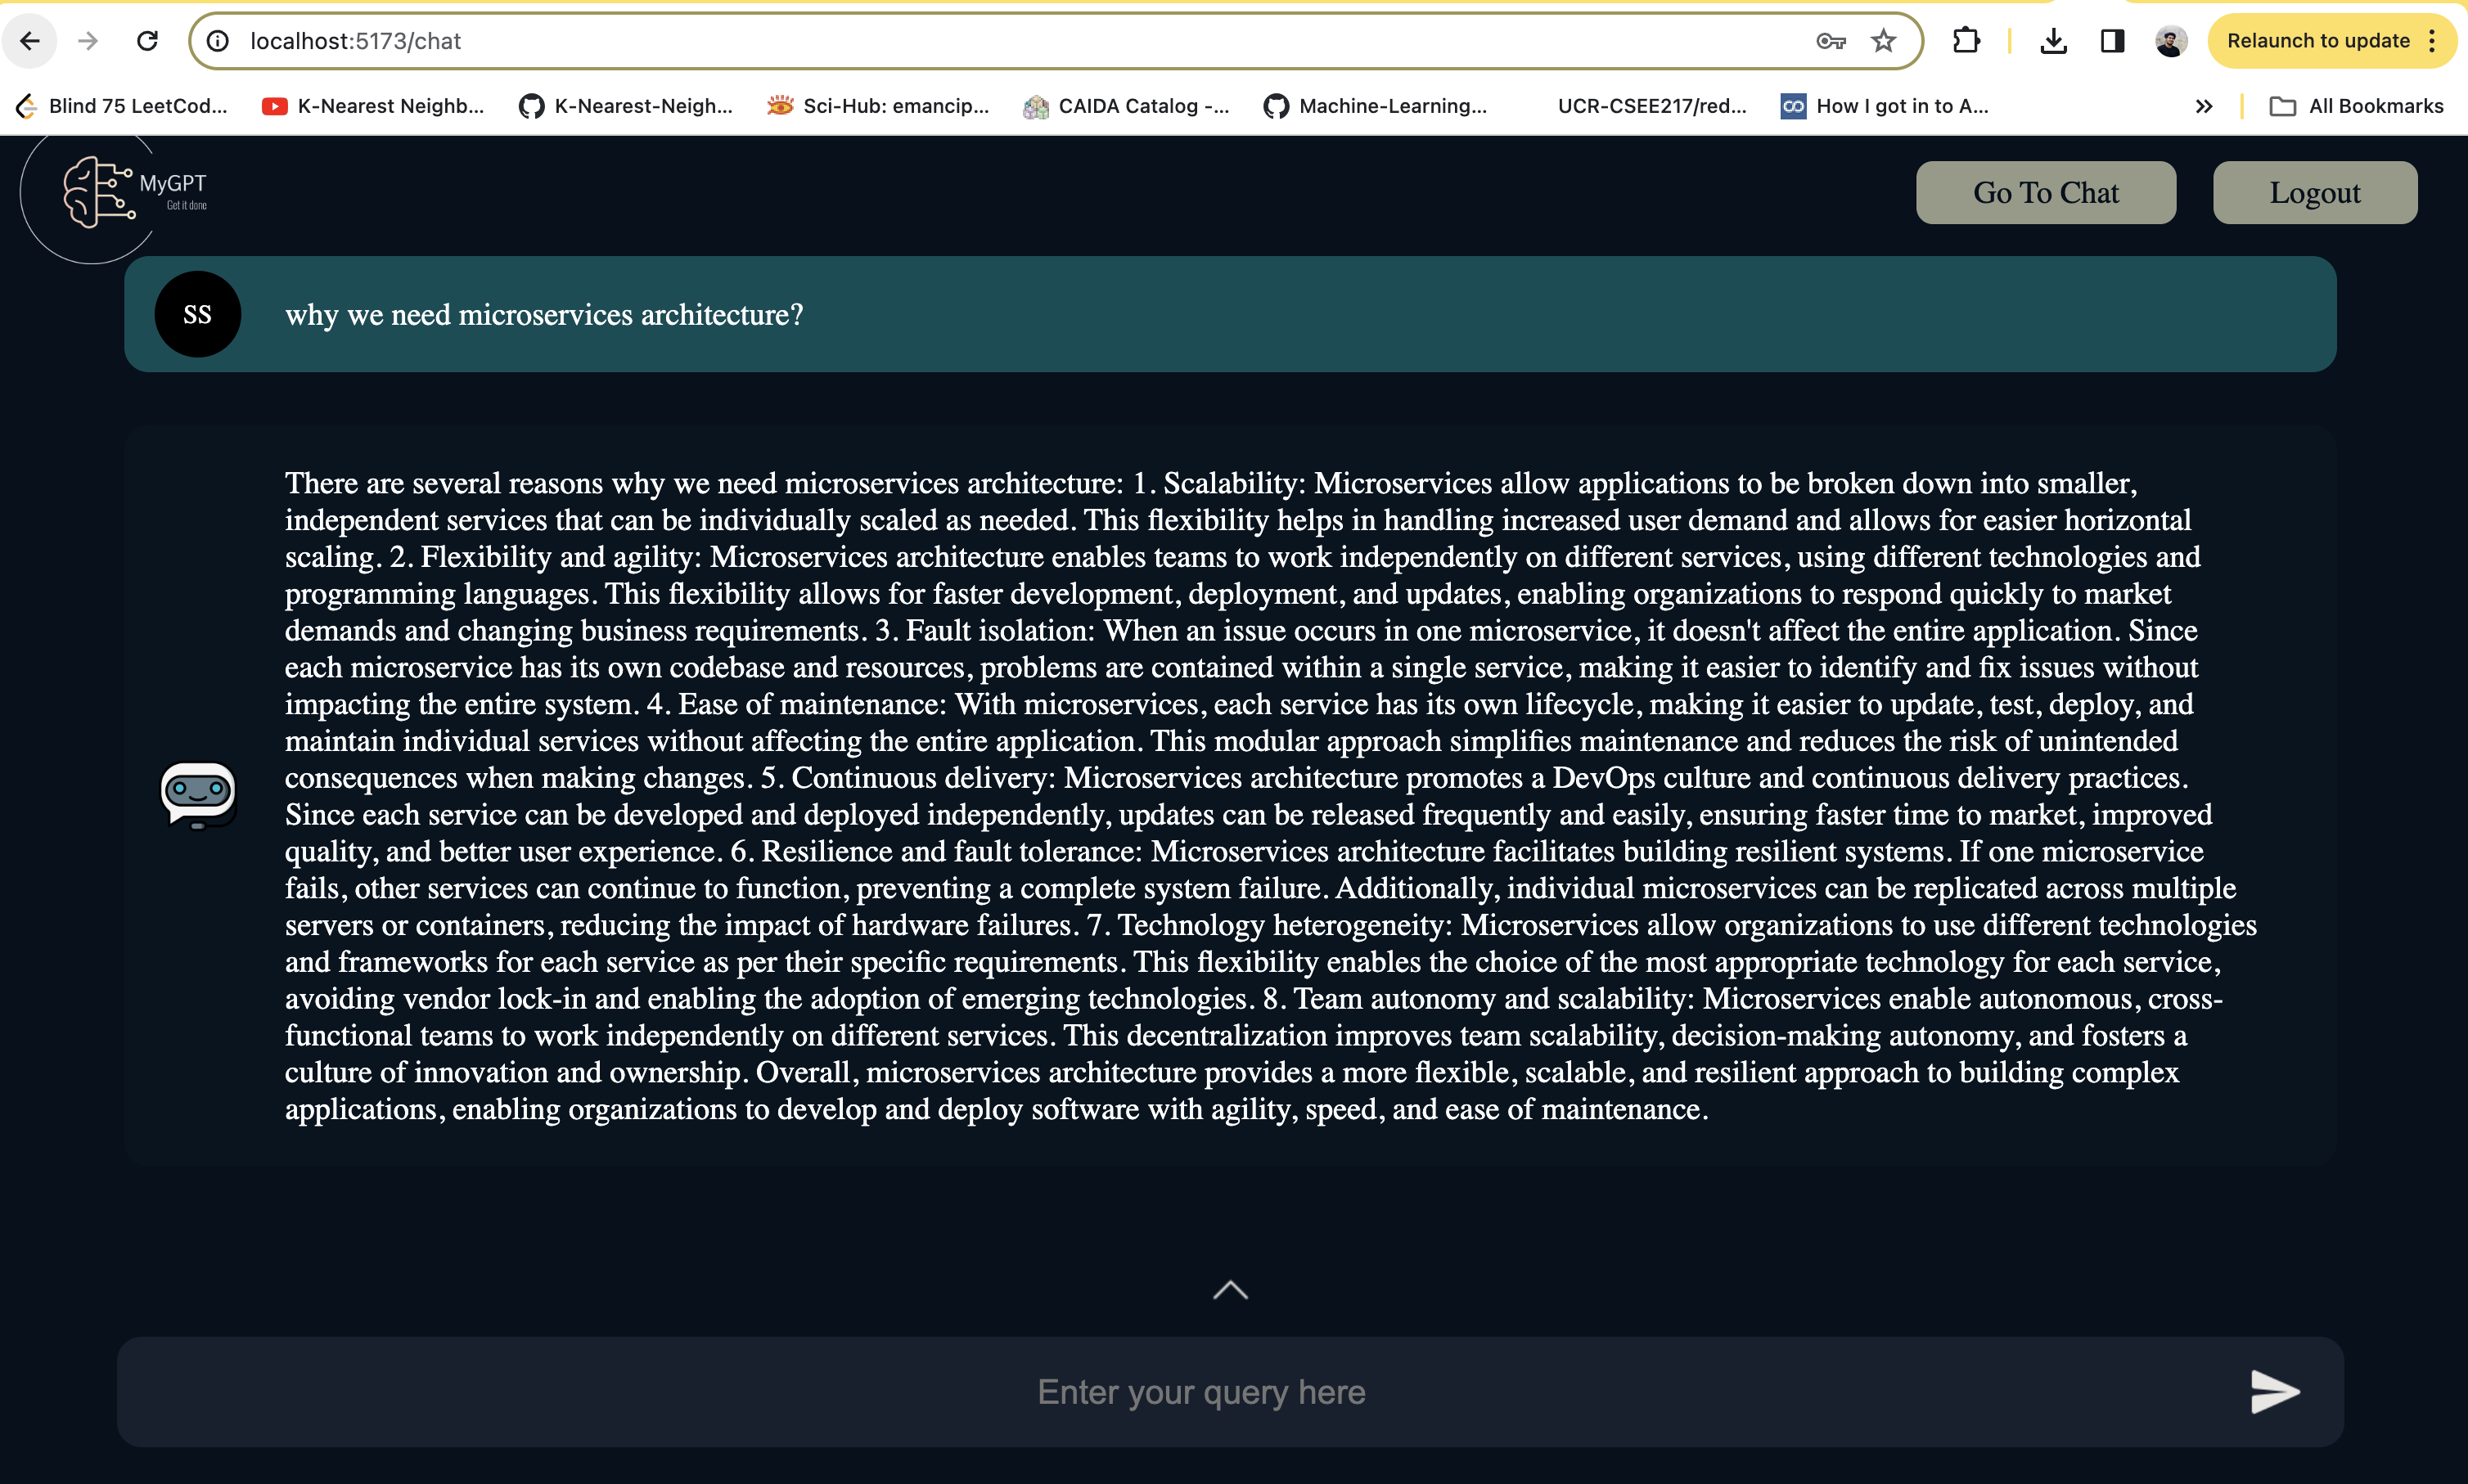 localhost:5173/chat
Relaunch to update
Blind 75 LeetCod...
K-Nearest Neighb...
K-Nearest-Neigh...
Sci-Hub: emancip...
CAIDA Catalog -...
Machine-Learning...
UCR-CSEE217/red...
How I got in to A...
All Bookmarks
MyGPT
Get it done
Go To Chat
Logout
SS
why we need microservices architecture?
There are several reasons why we need microservices architecture: 1. Scalability: Microservices allow applications to be broken down into smaller,
independent services that can be individually scaled as needed. This flexibility helps in handling increased user demand and allows for easier horizontal
scaling. 2. Flexibility and agility: Microservices architecture enables teams to work independently on different services, using different technologies and
programming languages. This flexibility allows for faster development, deployment, and updates, enabling organizations to respond quickly to market
demands and changing business requirements. 3. Fault isolation: When an issue occurs in one microservice, it doesn't affect the entire application. Since
each microservice has its own codebase and resources, problems are contained within a single service, making it easier to identify and fix issues without
impacting the entire system. 4. Ease of maintenance: With microservices, each service has its own lifecycle, making it easier to update, test, deploy, and
maintain individual services without affecting the entire application. This modular approach simplifies maintenance and reduces the risk of unintended
consequences when making changes. 5. Continuous delivery: Microservices architecture promotes a DevOps culture and continuous delivery practices.
Since each service can be developed and deployed independently, updates can be released frequently and easily, ensuring faster time to market, improved
quality, and better user experience. 6. Resilience and fault tolerance: Microservices architecture facilitates building resilient systems. If one microservice
fails, other services can continue to function, preventing a complete system failure. Additionally, individual microservices can be replicated across multiple
servers or containers, reducing the impact of hardware failures. 7. Technology heterogeneity: Microservices allow organizations to use different technologies
and frameworks for each service as per their specific requirements. This flexibility enables the choice of the most appropriate technology for each service,
avoiding vendor lock-in and enabling the adoption of emerging technologies. 8. Team autonomy and scalability: Microservices enable autonomous, cross-
functional teams to work independently on different services. This decentralization improves team scalability, decision-making autonomy, and fosters a
culture of innovation and ownership. Overall, microservices architecture provides a more flexible, scalable, and resilient approach to building complex
applications, enabling organizations to develop and deploy software with agility, speed, and ease of maintenance.
Enter your query here